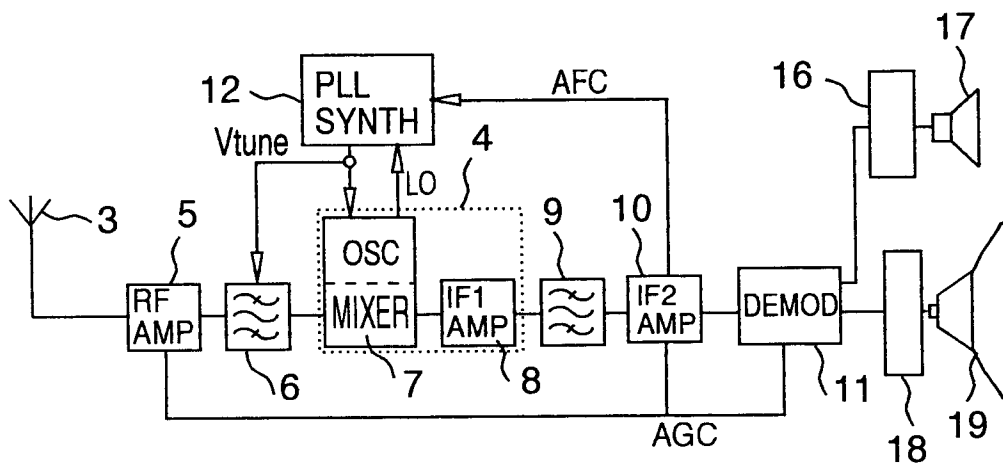 17
12
PLL
SYNTH
AFC
16
Vtune
4
LO
3
5
OSC
9
10
RF
AMP
MIXER
IF1
AMP
IF2
AMP
DEMOD
6
7
8
11
18
19
AGC